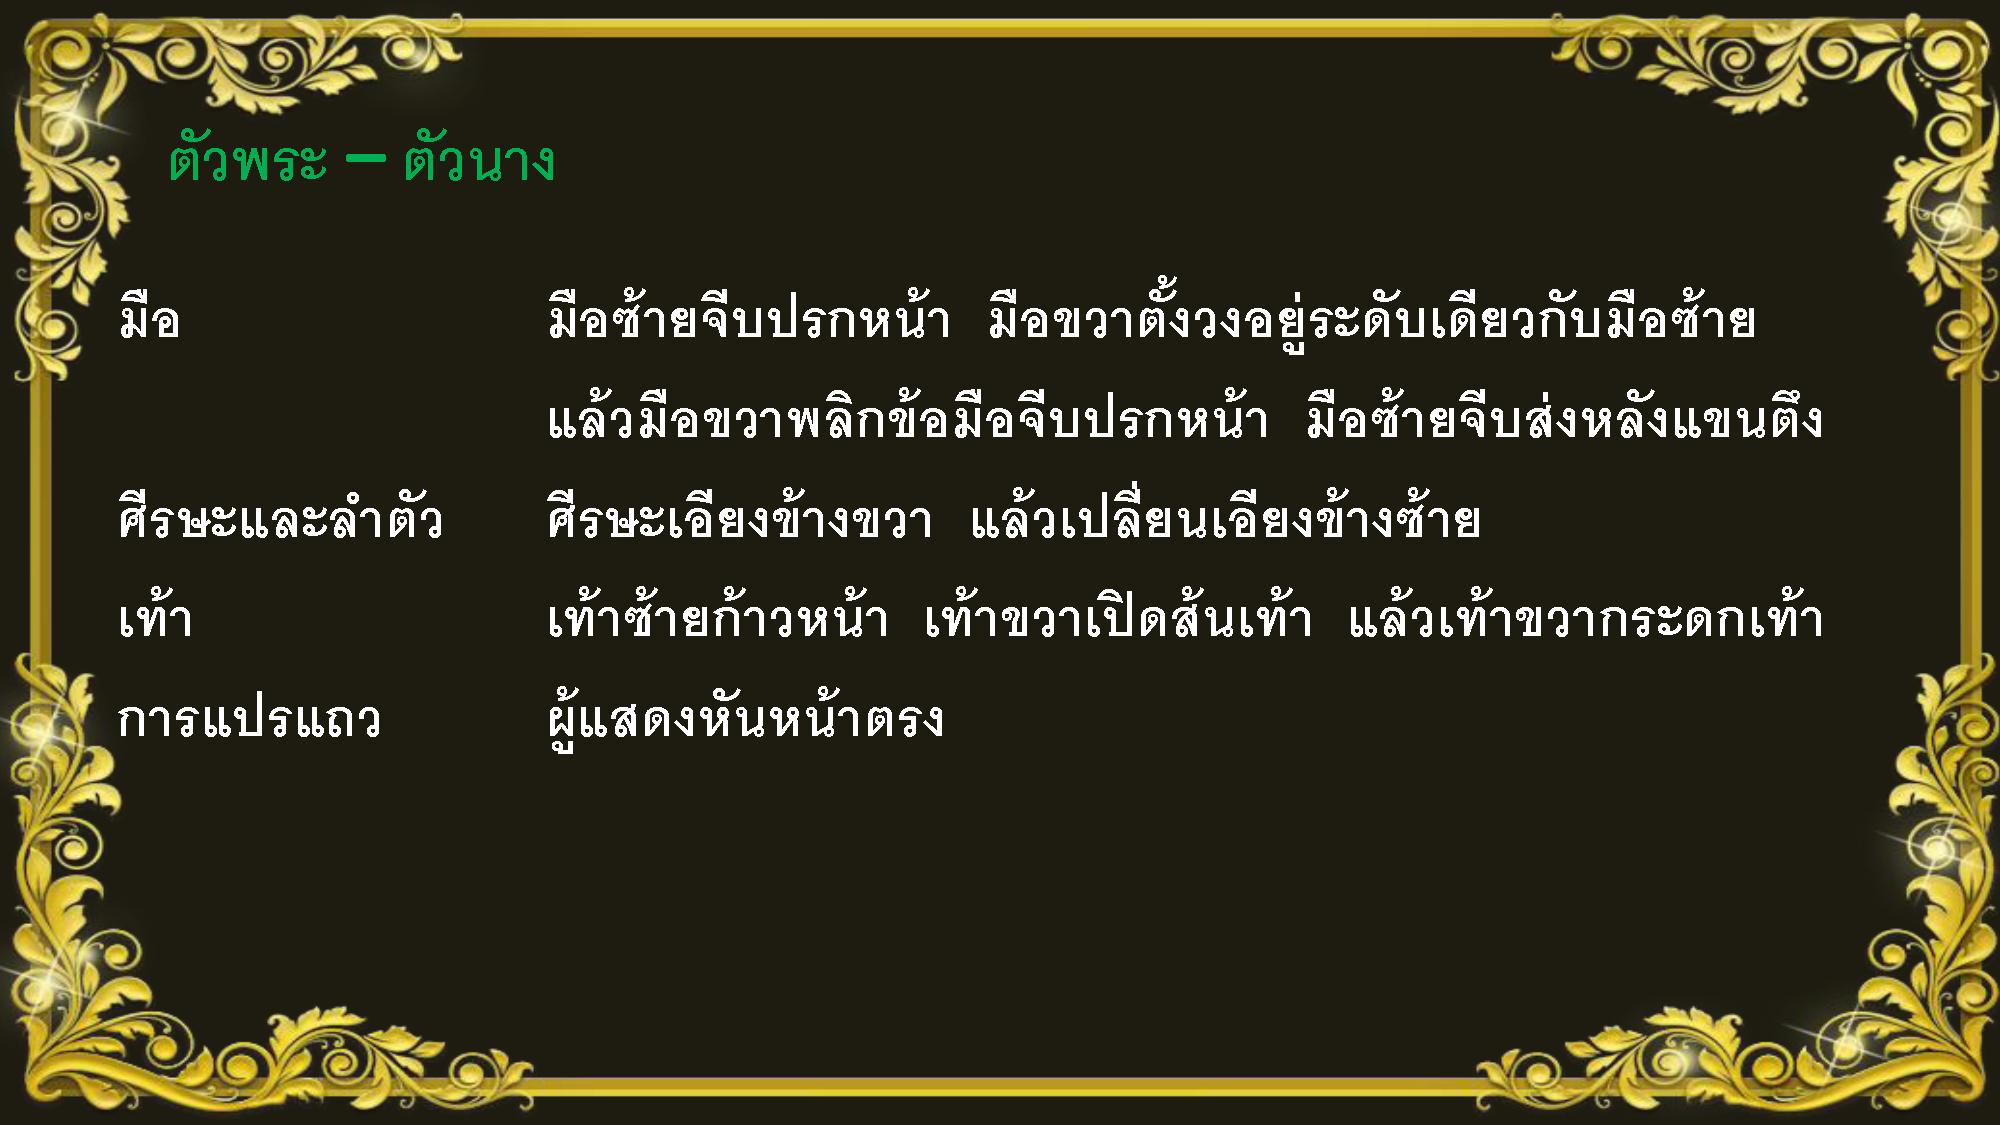 ตัวพระ – ตัวนาง
มือ มือซ้ายจีบปรกหน้า มือขวาตั้งวงอยู่ระดับเดียวกับมือซ้าย
แล้วมือขวาพลิกข้อมือจีบปรกหน้า มือซ้ายจีบส่งหลังแขนตึง
ศีรษะและลำตัว ศีรษะเอียงข้างขวา แล้วเปลี่ยนเอียงข้างซ้าย
เท้า เท้าซ้ายก้าวหน้า เท้าขวาเปิดส้นเท้า แล้วเท้าขวากระดกเท้า
การแปรแถว ผู้แสดงหันหน้าตรง